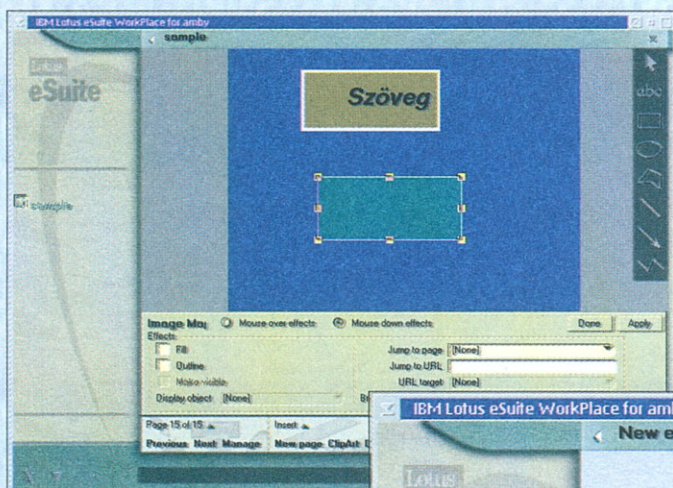 IBM Lotus eSuite WorkPlace for amby
sample
Lotus
eSuite
Szöveg
abc
sample
Image Ma
Mouse over effects Mouse down effects Done Apply
Effects
Fill Jump to page [None]
Outline Jump to URL
Make visible URL target [None]
Display object [None]
Page 15 of 15 Insert
Previous Next Manage New page ClipArt
IBM Lotus eSuite WorkPlace for amb
New e
Lotus